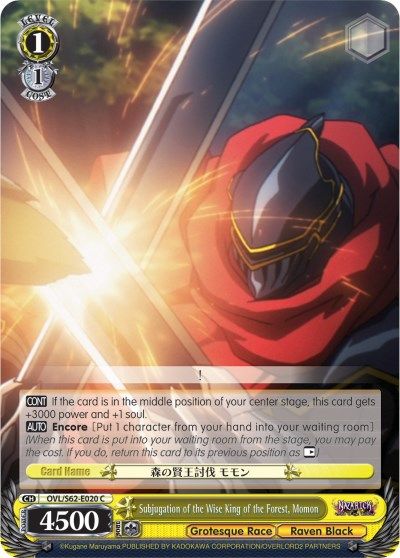 LEVEL
1
1
COST
!
CONT If the card is in the middle position of your center stage, this card gets
+3000 power and +1 soul.
AUTO Encore [Put 1 character from your hand into your waiting room]
(When this card is put into your waiting room from the stage, you may pay
the cost. If you do, return this card to its previous position as
Card Name 森の賢王討伐 モモン
CH OVL/S62-E020 C
Subjugation of the Wise King of the Forest, Momon
NAZARICK
POWER
4500
SOUL
Grotesque Race
Raven Black
©Kugane Maruyama,PUBLISHED BY KADOKAWA CORPORATION/OVERLORD2 PARTNERS